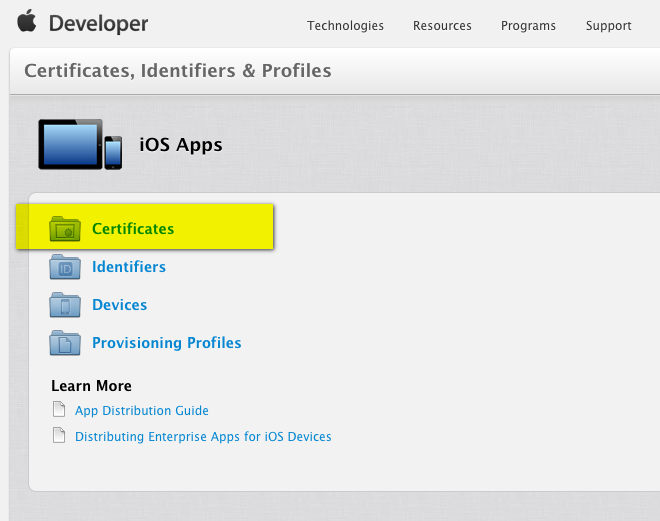 Developer
Technologies Resources Programs Support
Certificates, Identifiers & Profiles
iOS Apps
Certificates
ID
Identifiers
Devices
Provisioning Profiles
Learn More
App Distribution Guide
Distributing Enterprise Apps for iOS Devices